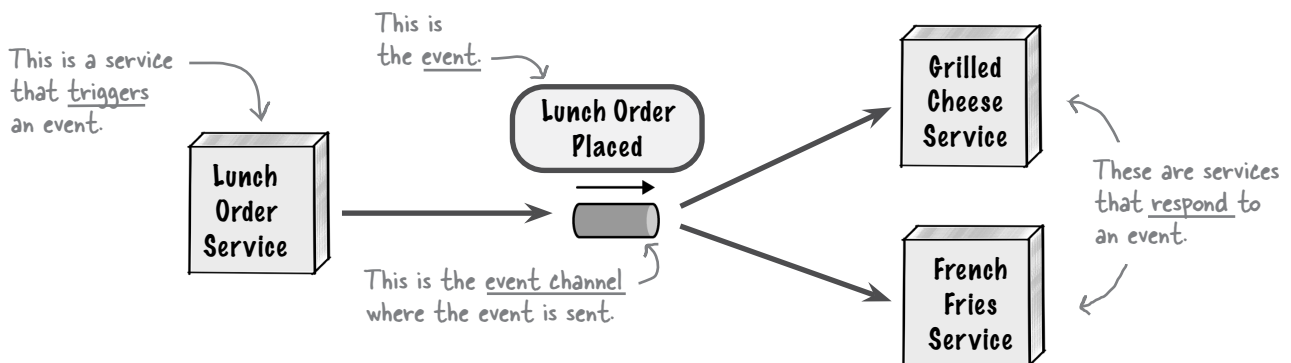 This is a service
that triggers
an event.
Lunch
Order
Service
This is
the event.
Lunch Order
Placed
This is the event channel
where the event is sent.
Grilled
Cheese
Service
French
Fries
Service
These are services
that respond to
an event.